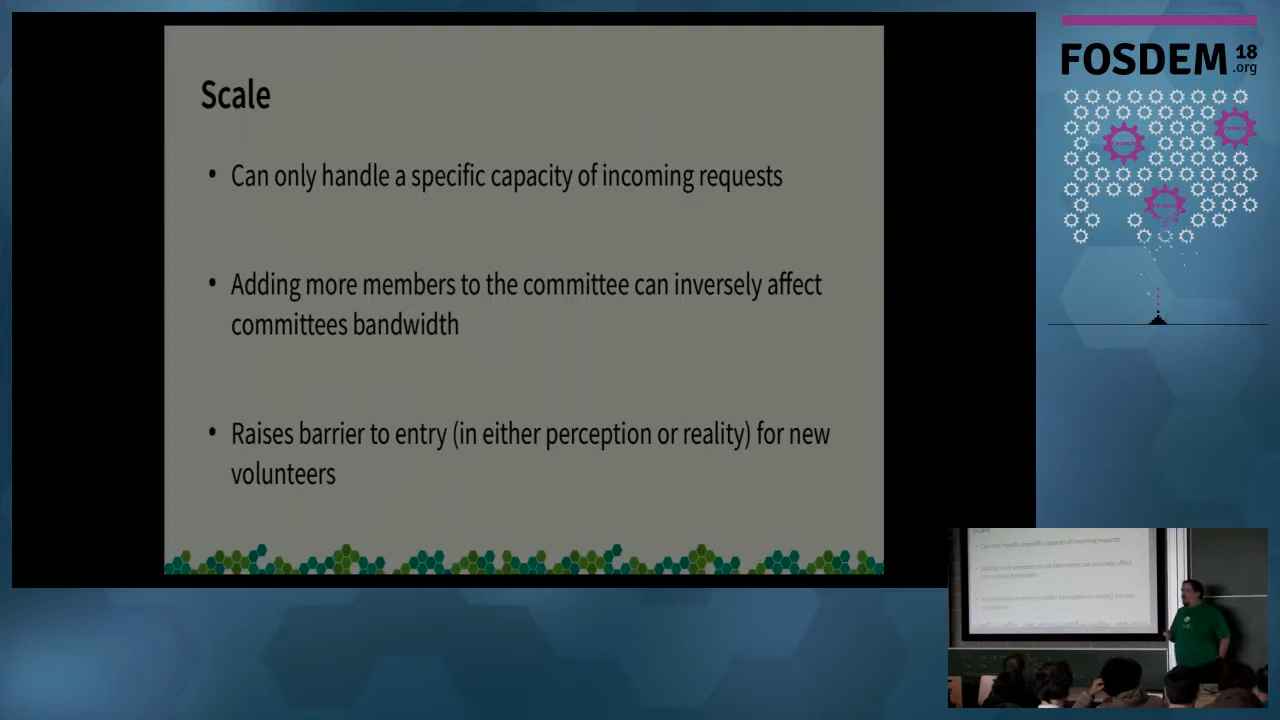 Scale
• Can only handle a specific capacity of incoming requests
• Adding more members to the committee can inversely affect
committees bandwidth
• Raises barrier to entry (in either perception or reality) for new
volunteers
FOSDEM 18
.org